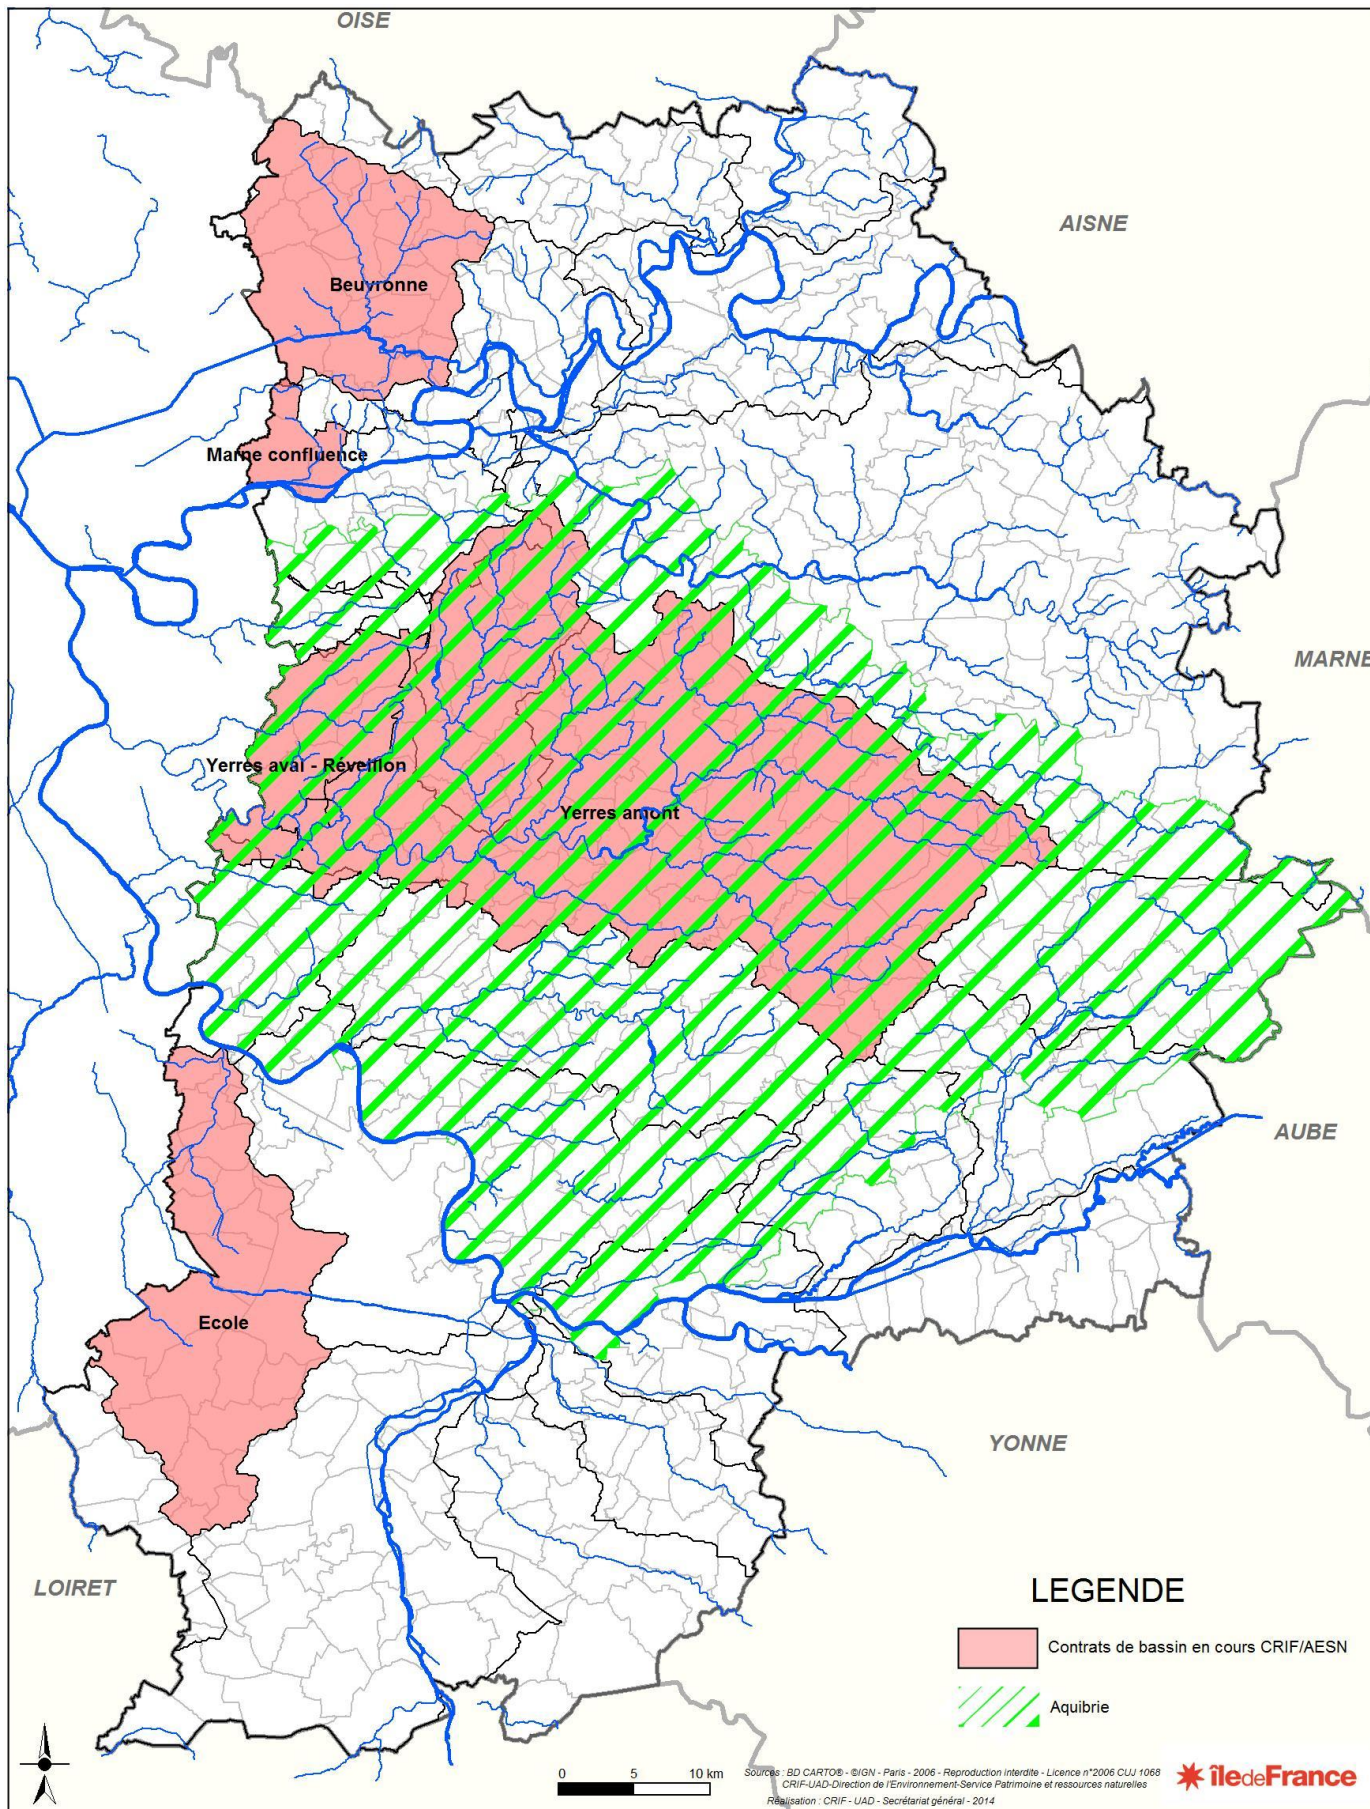 OISE
AISNE
Beuvronne
Marne confluence
MARNE
Yerres aval - Réveillon
Yerres amont
AUBE
Ecole
YONNE
LOIRET
LEGENDE
Contrats de bassin en cours CRIF/AESN
Aquibrie
0 5 10 km
Sources : BD CARTO® - ©IGN - Paris - 2006 - Reproduction interdite - Licence n°2006 CUJ 1068
CRIF-UAD-Direction de l'Environnement-Service Patrimoine et ressources naturelles
Réalisation : CRIF - UAD - Secrétariat général - 2014
îledeFrance